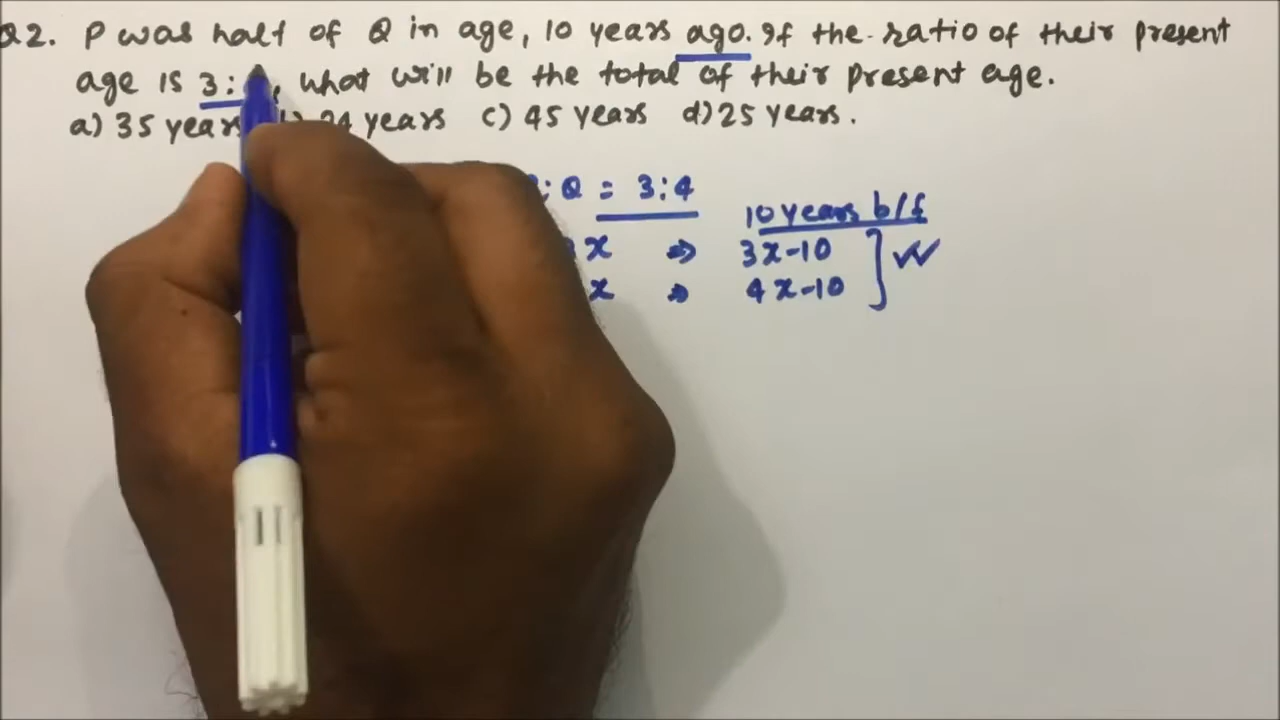 Q2. P was half of Q in age, 10 years ago. If the ratio of their present
age is 3: , what will be the total of their present age.
a) 35 years 24 years c) 45 years d) 25 years.
: Q = 3:4
10 years b/f
x ⇒ 3x-10
x ⇒ 4x-10